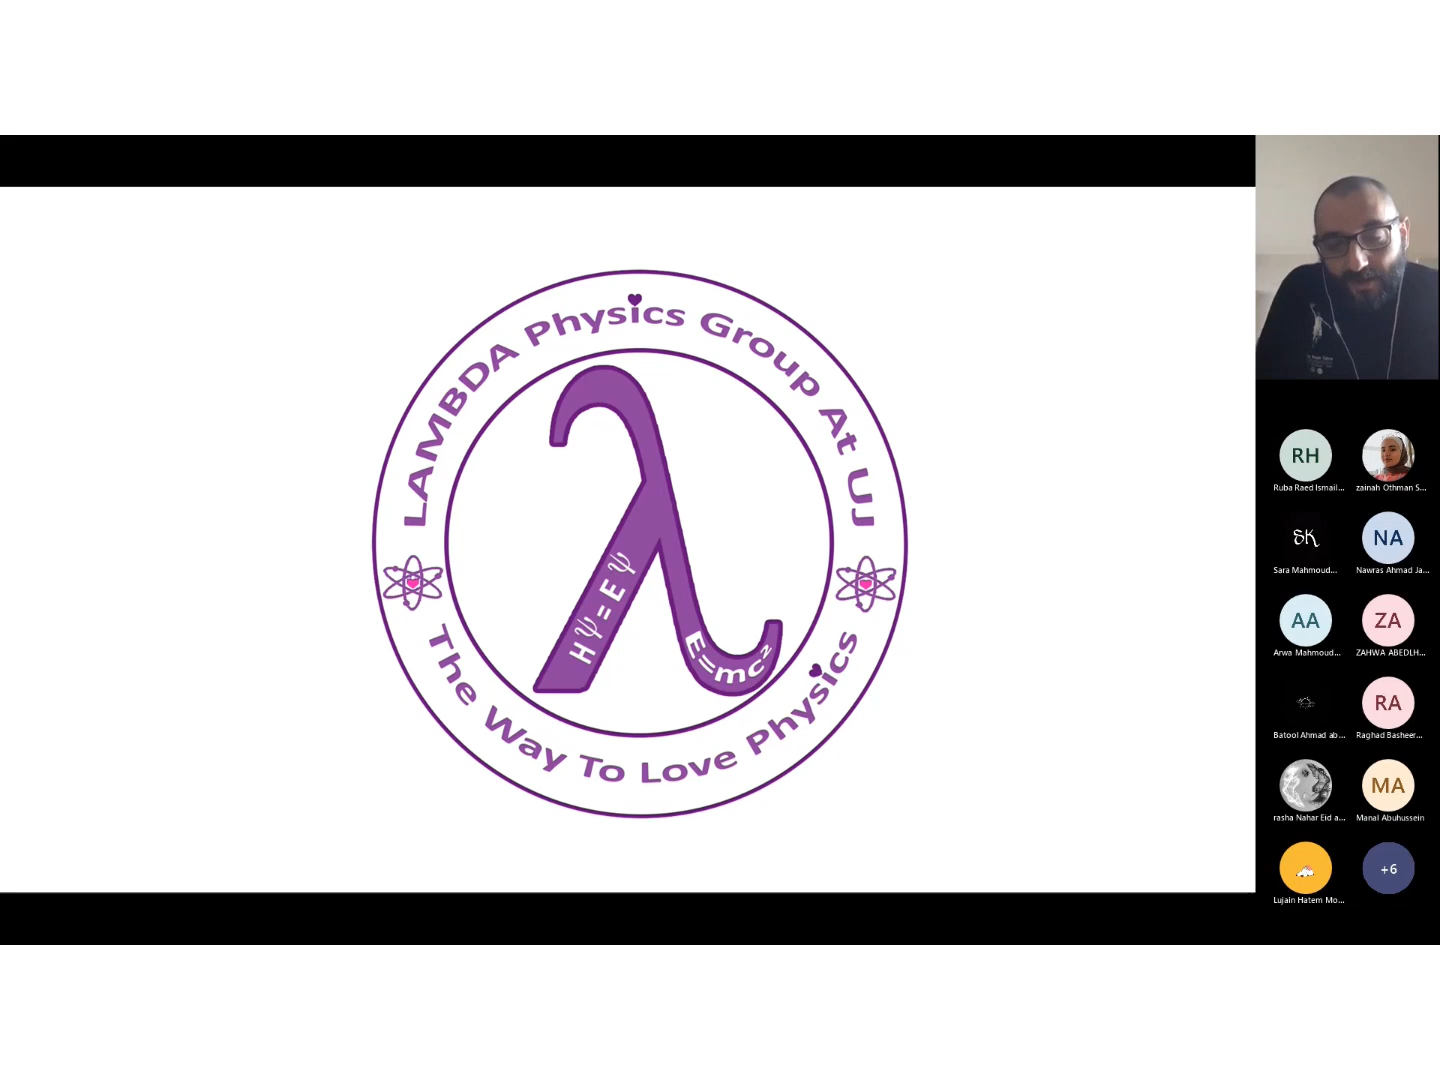 LAMBDA Physics Group At UJ
Hψ=Eψ
E=mc²
The Way To Love Physics
RH
Ruba Raed Ismail...
zainah Othman S...
SK
Sara Mahmoud...
NA
Nawras Ahmad Ja...
AA
Arwa Mahmoud...
ZA
ZAHWA ABEDLH...
Batool Ahmad ab...
RA
Raghad Basheer...
rasha Nahar Eid a...
MA
Manal Abuhussein
Lujain Hatem Mo...
+6